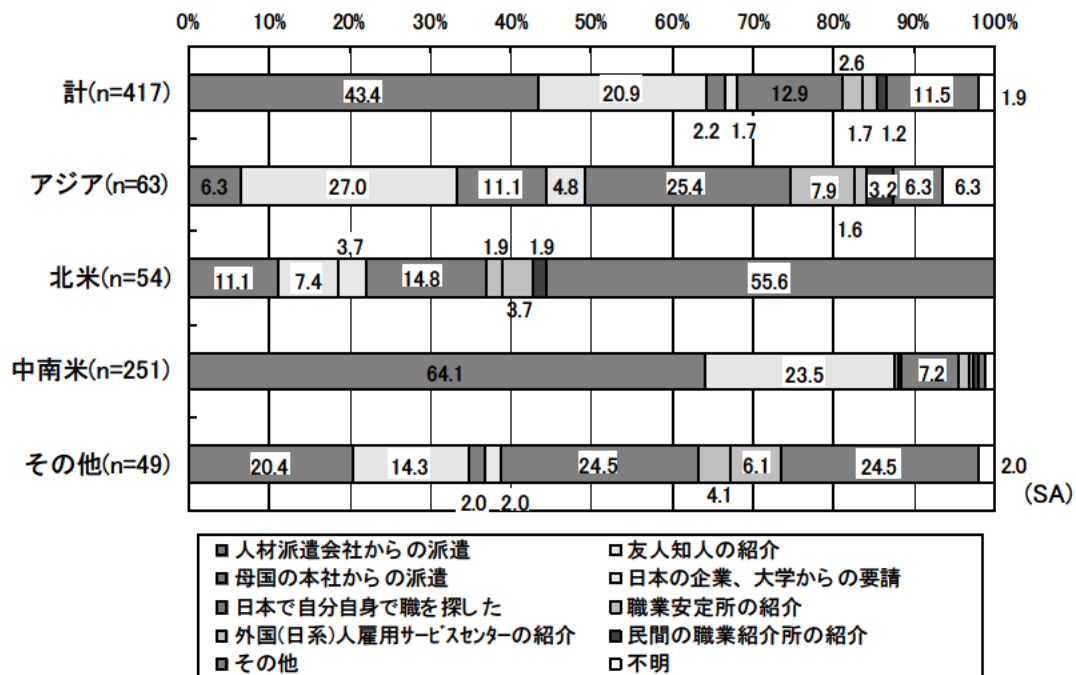 0% 10% 20% 30% 40% 50% 60% 70% 80% 90% 100%
2.6
計(n=417) 43.4 20.9 12.9 11.5 1.9
2.2 1.7 1.7 1.2
アジア(n=63) 6.3 27.0 11.1 4.8 25.4 7.9 3.2 6.3 6.3
1.6
3.7 1.9 1.9
北米(n=54) 11.1 7.4 14.8 55.6
3.7
中南米(n=251) 64.1 23.5 7.2
その他(n=49) 20.4 14.3 24.5 6.1 24.5 2.0
2.0 2.0 4.1 (SA)
人材派遣会社からの派遣 友人知人の紹介
母国の本社からの派遣 日本の企業、大学からの要請
日本で自分自身で職を探した 職業安定所の紹介
外国(日系)人雇用サービスセンターの紹介 民間の職業紹介所の紹介
その他 不明